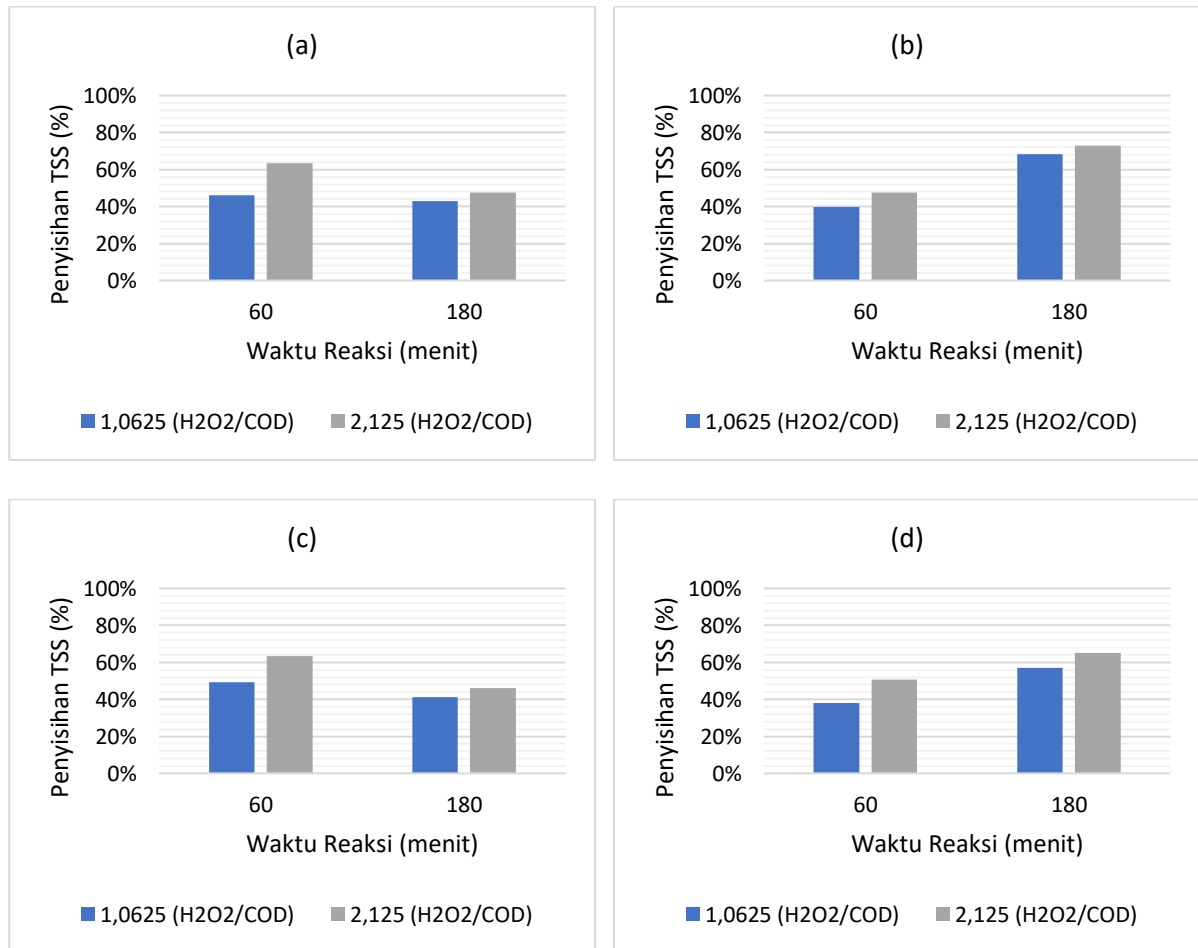 (a)
Penyisihan TSS (%)
100%
80%
60%
40%
20%
0%
60
180
Waktu Reaksi (menit)
1,0625 (H2O2/COD)
2,125 (H2O2/COD)
(b)
Penyisihan TSS (%)
100%
80%
60%
40%
20%
0%
60
180
Waktu Reaksi (menit)
1,0625 (H2O2/COD)
2,125 (H2O2/COD)
(c)
Penyisihan TSS (%)
100%
80%
60%
40%
20%
0%
60
180
Waktu Reaksi (menit)
1,0625 (H2O2/COD)
2,125 (H2O2/COD)
(d)
Penyisihan TSS (%)
100%
80%
60%
40%
20%
0%
60
180
Waktu Reaksi (menit)
1,0625 (H2O2/COD)
2,125 (H2O2/COD)